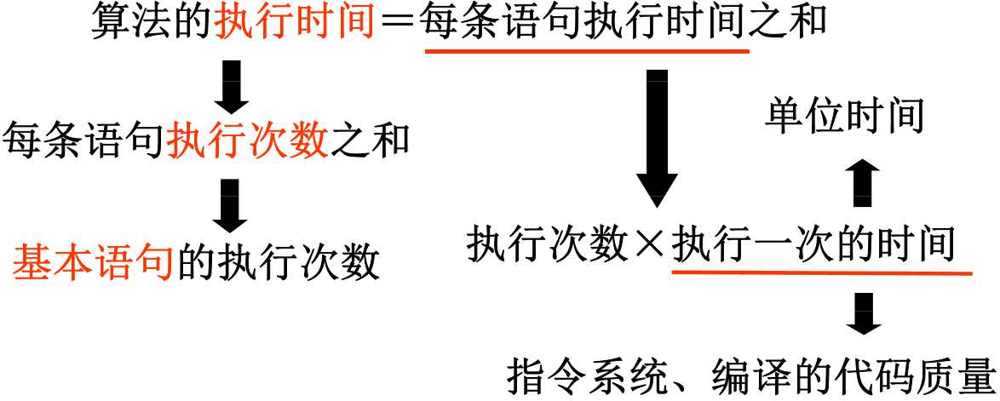 算法的执行时间＝每条语句执行时间之和
单位时间
每条语句执行次数之和
执行次数×执行一次的时间
基本语句的执行次数
指令系统、编译的代码质量